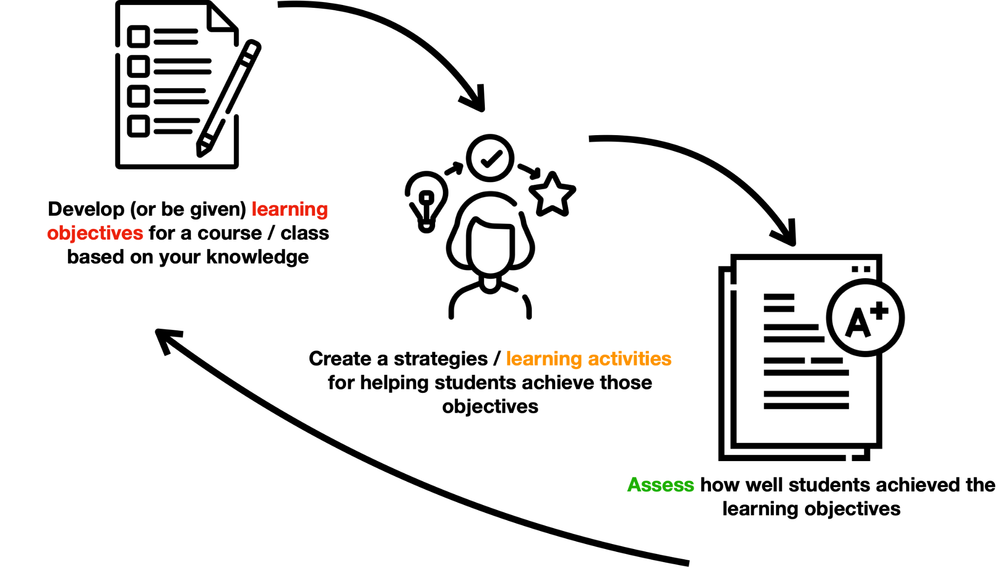 Develop (or be given) learning
objectives for a course / class
based on your knowledge
Create a strategies / learning activities
for helping students achieve those
objectives
A+
Assess how well students achieved the
learning objectives